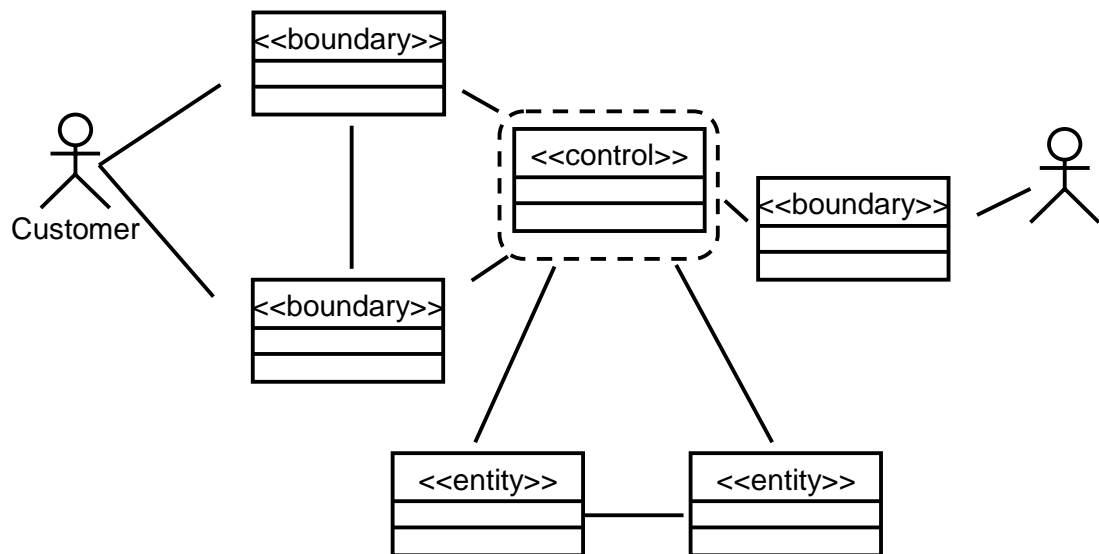 <<boundary>>
<<control>>
<<boundary>>
Customer
<<boundary>>
<<entity>>
<<entity>>